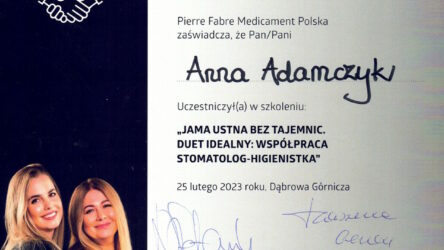 Pierre Fabre Medicament Polska
zaświadcza, że Pan/Pani
Anna Adamczyk
Uczestniczył(a) w szkoleniu:
„JAMA USTNA BEZ TAJEMNIC.
DUET IDEALNY: WSPÓŁPRACA
STOMATOLOG-HIGIENISTKA”
25 lutego 2023 roku, Dąbrowa Górnicza